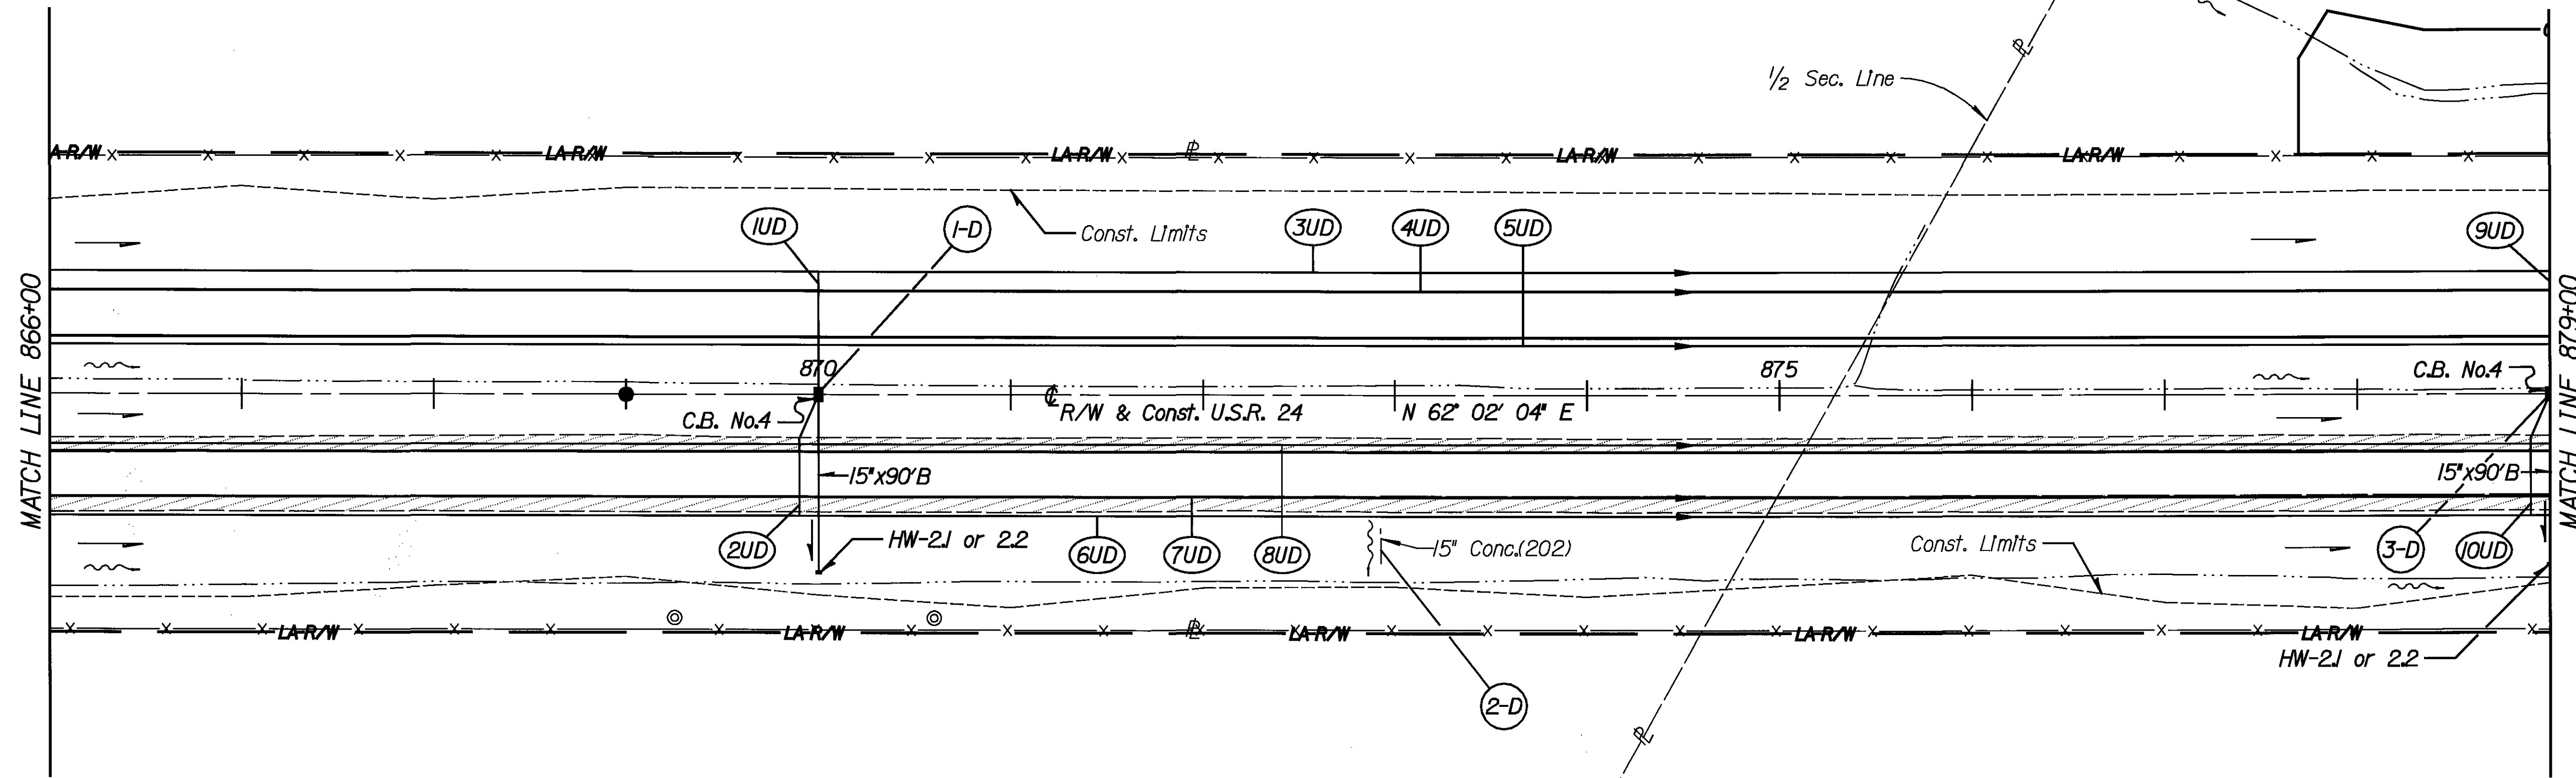 1/2 Sec. Line
A-R/W
LA-R/W
LA-R/W
LA-R/W
LA-R/W
1UD
1-D
Const. Limits
3UD
4UD
5UD
9UD
MATCH LINE 866+00
MATCH LINE 879+00
870
875
C.B. No.4
C.B. No.4
℄ R/W & Const. U.S.R. 24
N 62° 02' 04" E
15"x90'B
15"x90'B
2UD
HW-2.1 or 2.2
6UD
7UD
8UD
15" Conc.(202)
Const. Limits
3-D
10UD
LA-R/W
LA-R/W
LA-R/W
LA-R/W
LA-R/W
HW-2.1 or 2.2
2-D